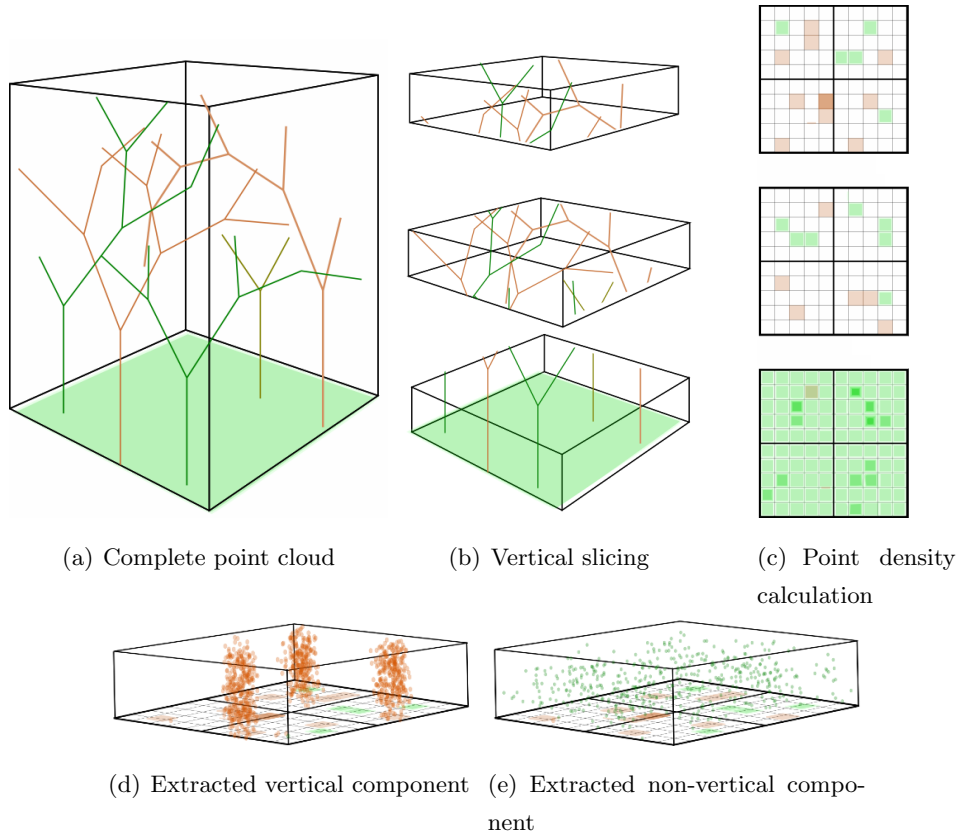 (a) Complete point cloud
(b) Vertical slicing
(c) Point density
calculation
(d) Extracted vertical component
(e) Extracted non-vertical compo-
nent